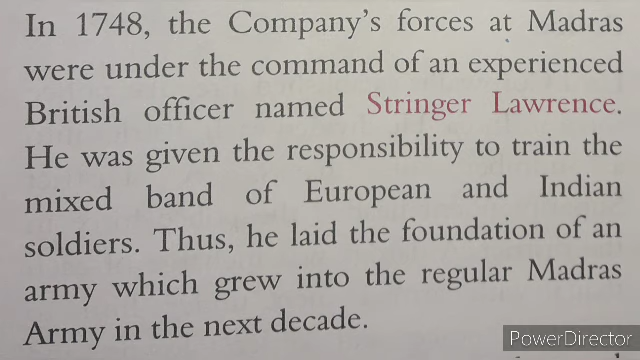 In 1748, the Company's forces at Madras
were under the command of an experienced
British officer named Stringer Lawrence.
He was given the responsibility to train the
mixed band of European and Indian
soldiers. Thus, he laid the foundation of an
army which grew into the regular Madras
Army in the next decade.
PowerDirector